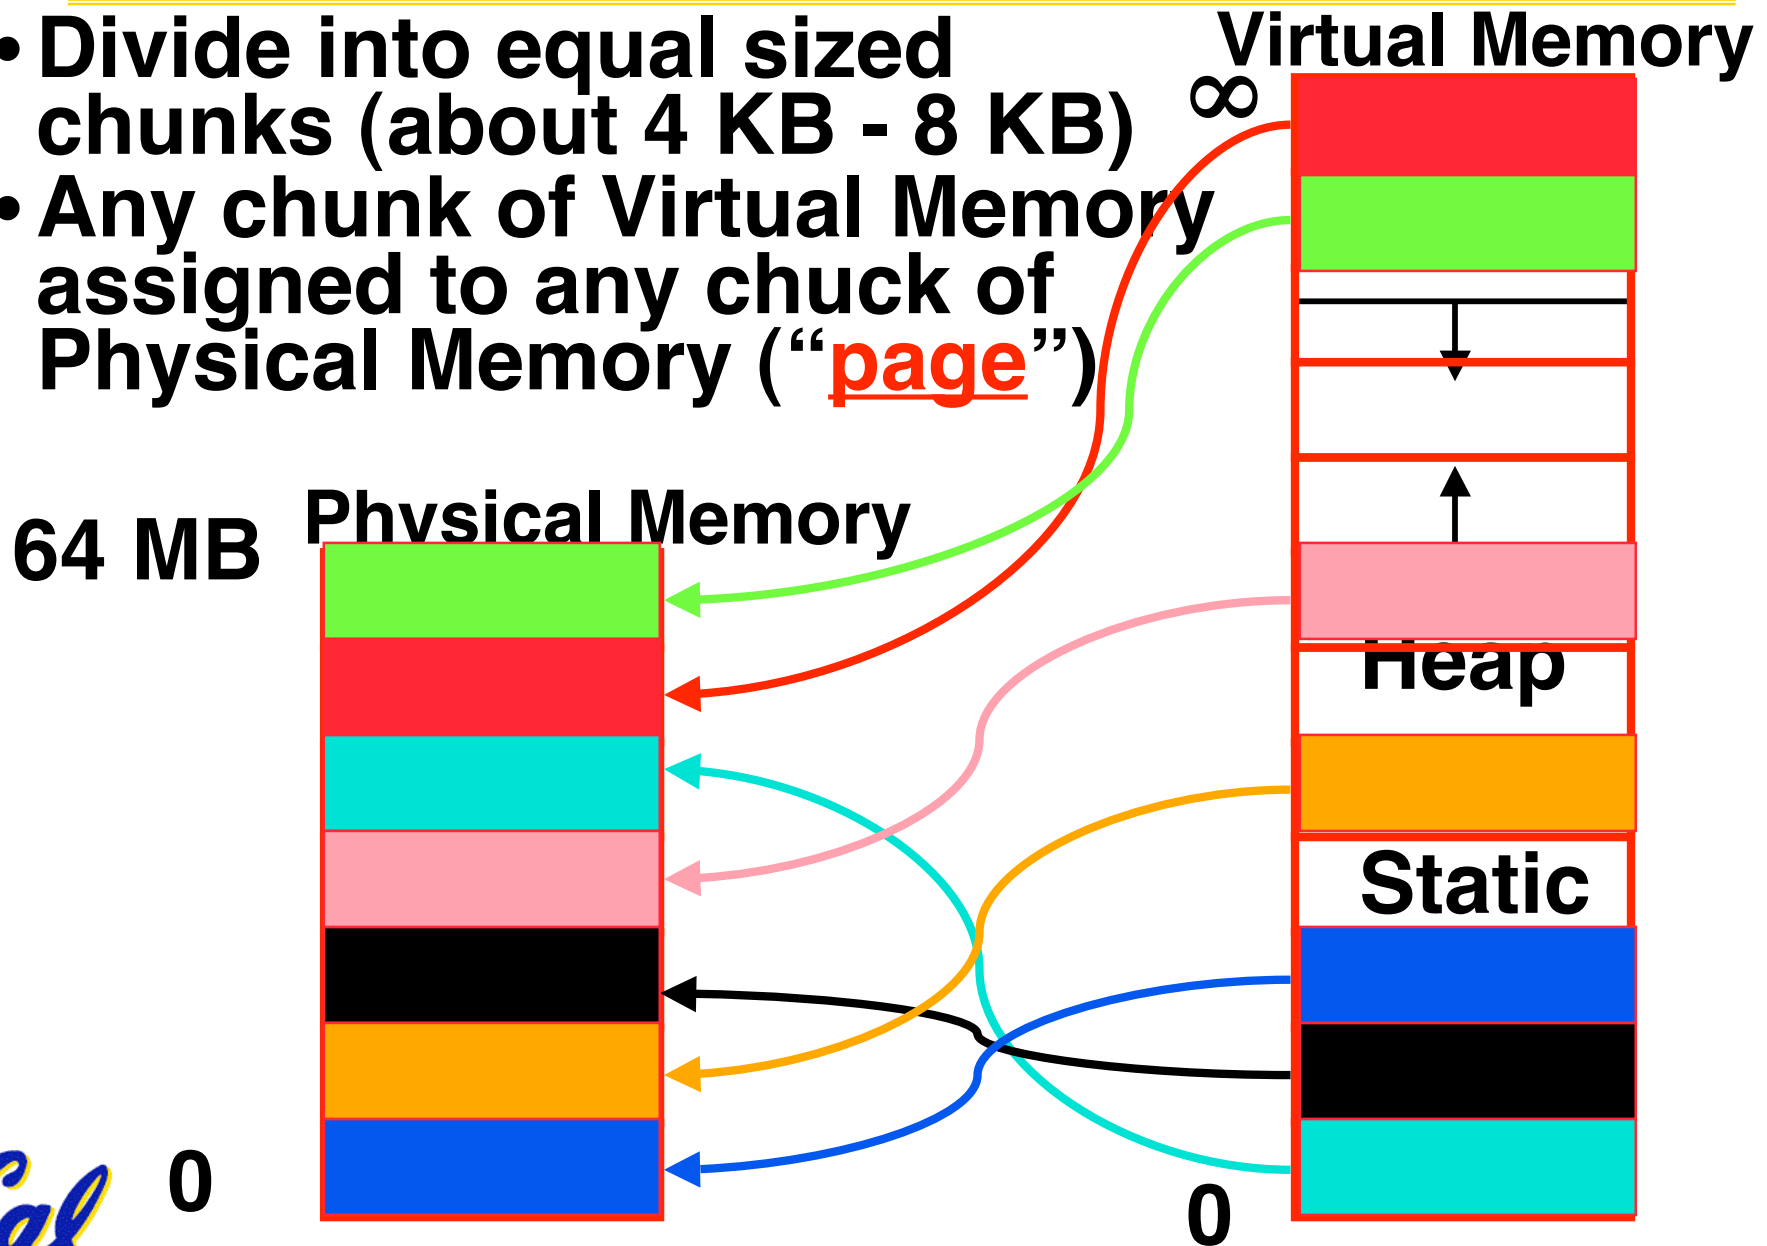 • Divide into equal sized
chunks (about 4 KB - 8 KB)
• Any chunk of Virtual Memory
assigned to any chuck of
Physical Memory (“page”)
Virtual Memory
∞
64 MB
Physical Memory
Heap
Static
0
0
Cal